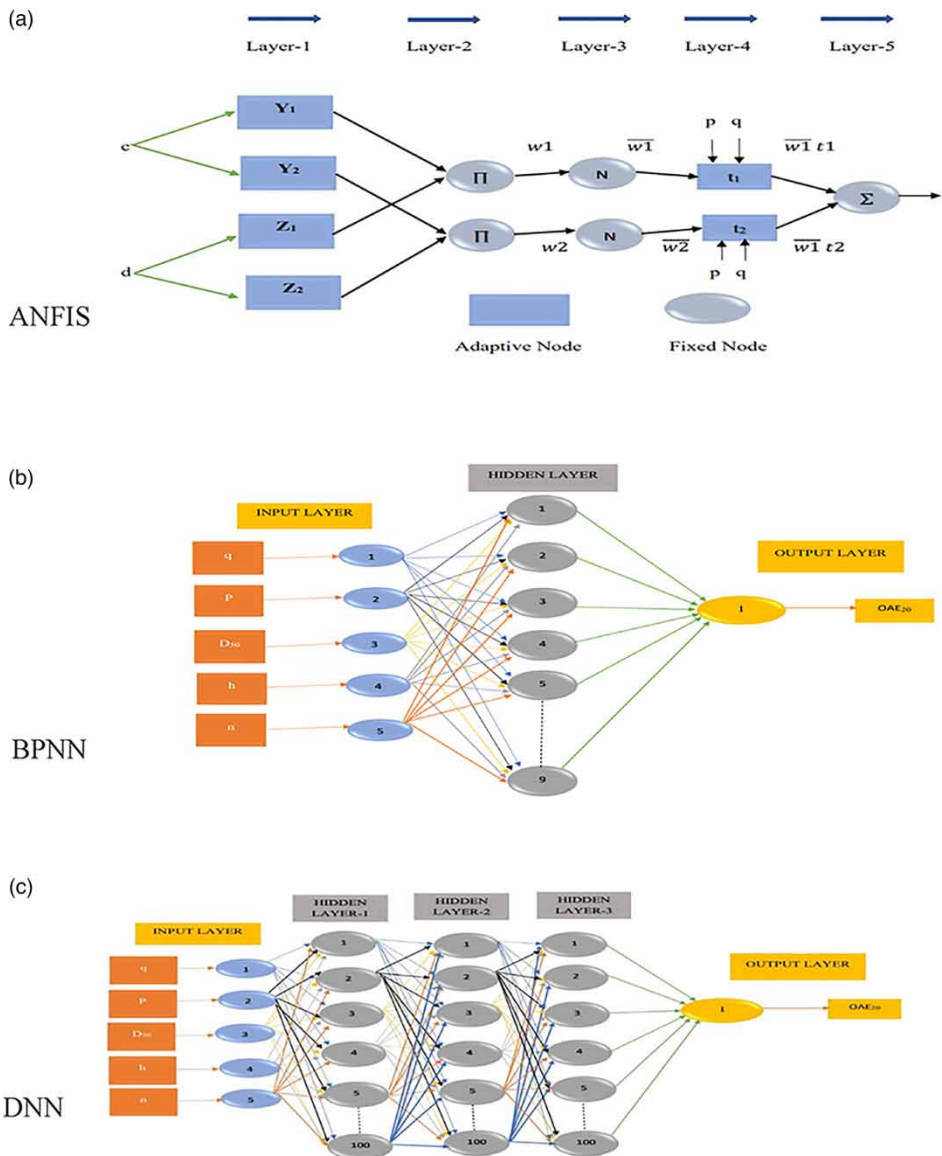 (a)
Layer-1 Layer-2 Layer-3 Layer-4 Layer-5
Y₁
p q
c
w1 w̅1̅ w̅1̅ t1
Y₂
Π N t₁
Σ
Z₁
Π N t₂
w2 w̅2̅ w̅1̅ t2
d
p q
Z₂
ANFIS
Adaptive Node Fixed Node
(b)
HIDDEN LAYER
INPUT LAYER
1
OUTPUT LAYER
q 1 2
P 2 3 1 OAE₂₀
D₅₀ 3 4
h 4 5
n 5
BPNN
9
(c)
HIDDEN LAYER-1 HIDDEN LAYER-2 HIDDEN LAYER-3
INPUT LAYER
1 1 1
OUTPUT LAYER
q 1
P 2 2 2 2
1 OAE₂₀
D₅₀ 3 3 3 3
h 4 4 4 4
n 5 5 5 5
DNN
100 100 100